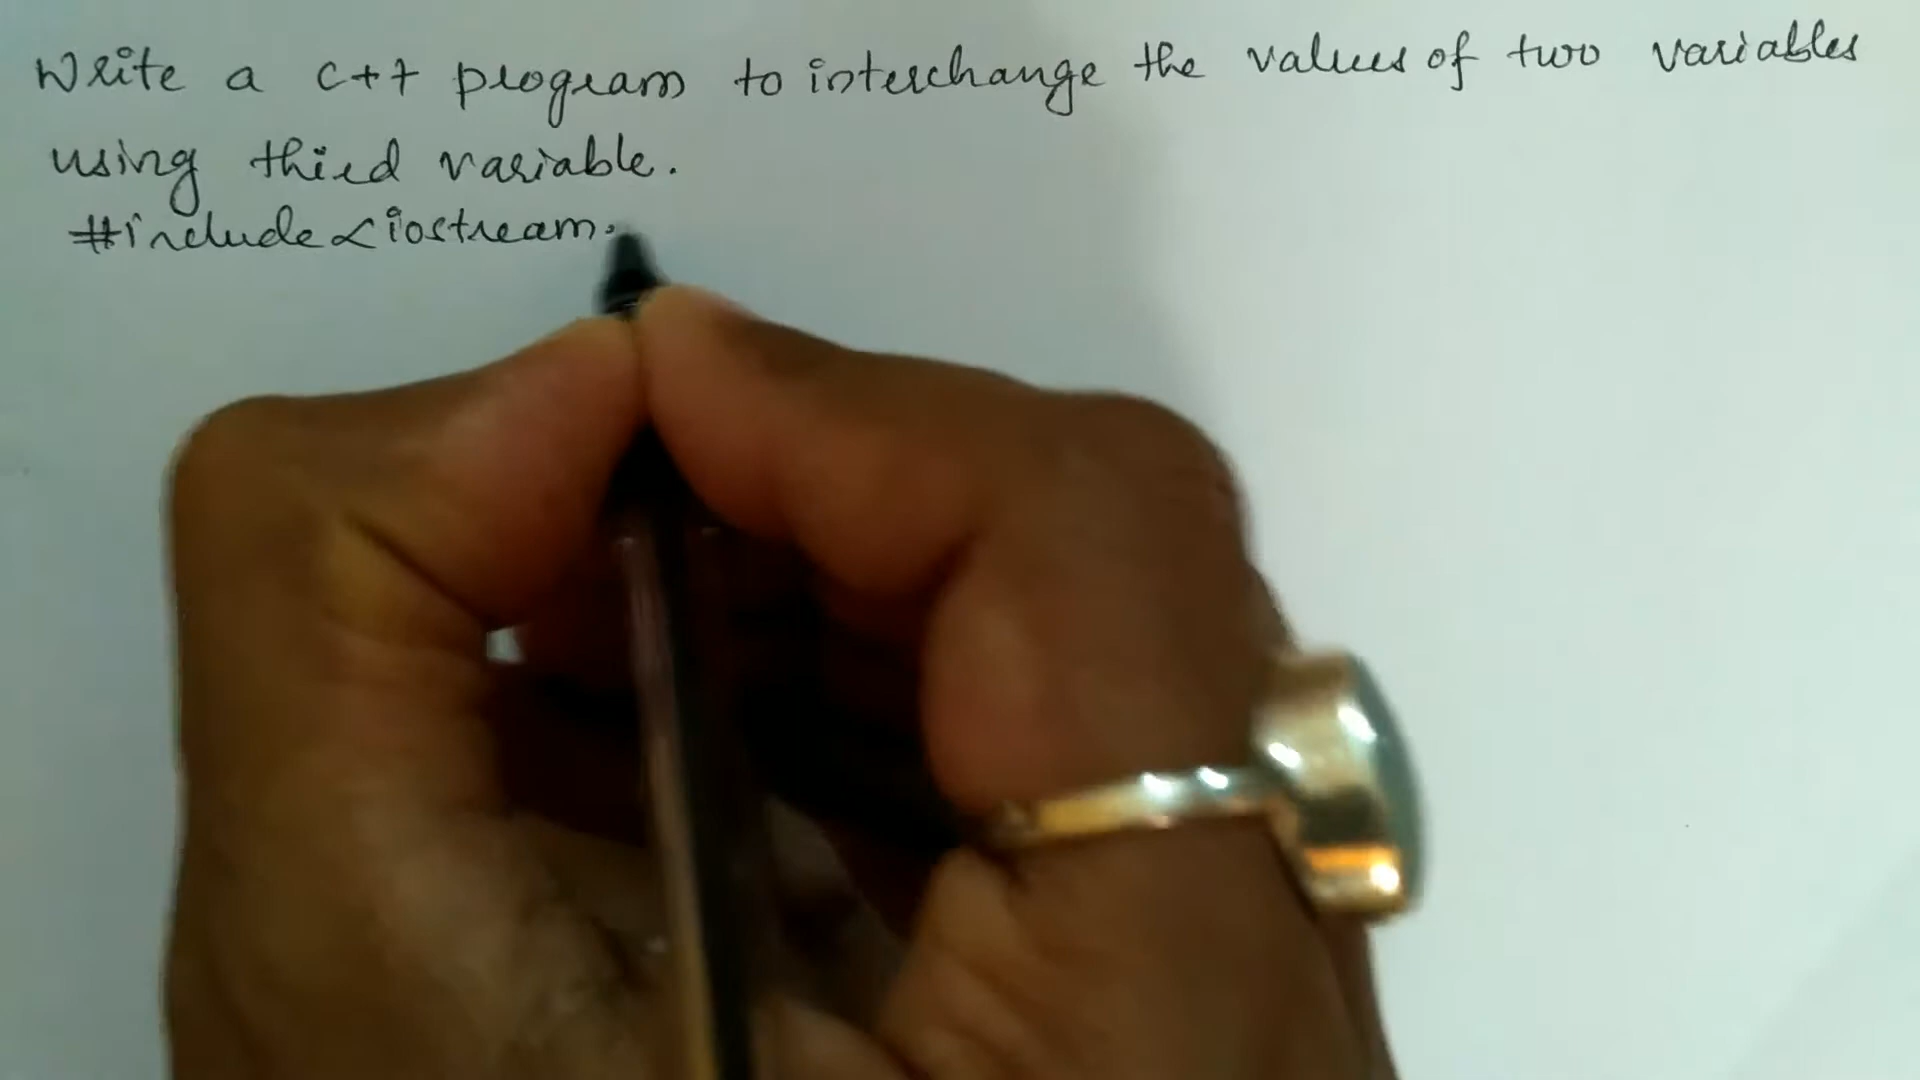 Write a c++ program to interchange the values of two variables
using third variable.
#include<iostream.